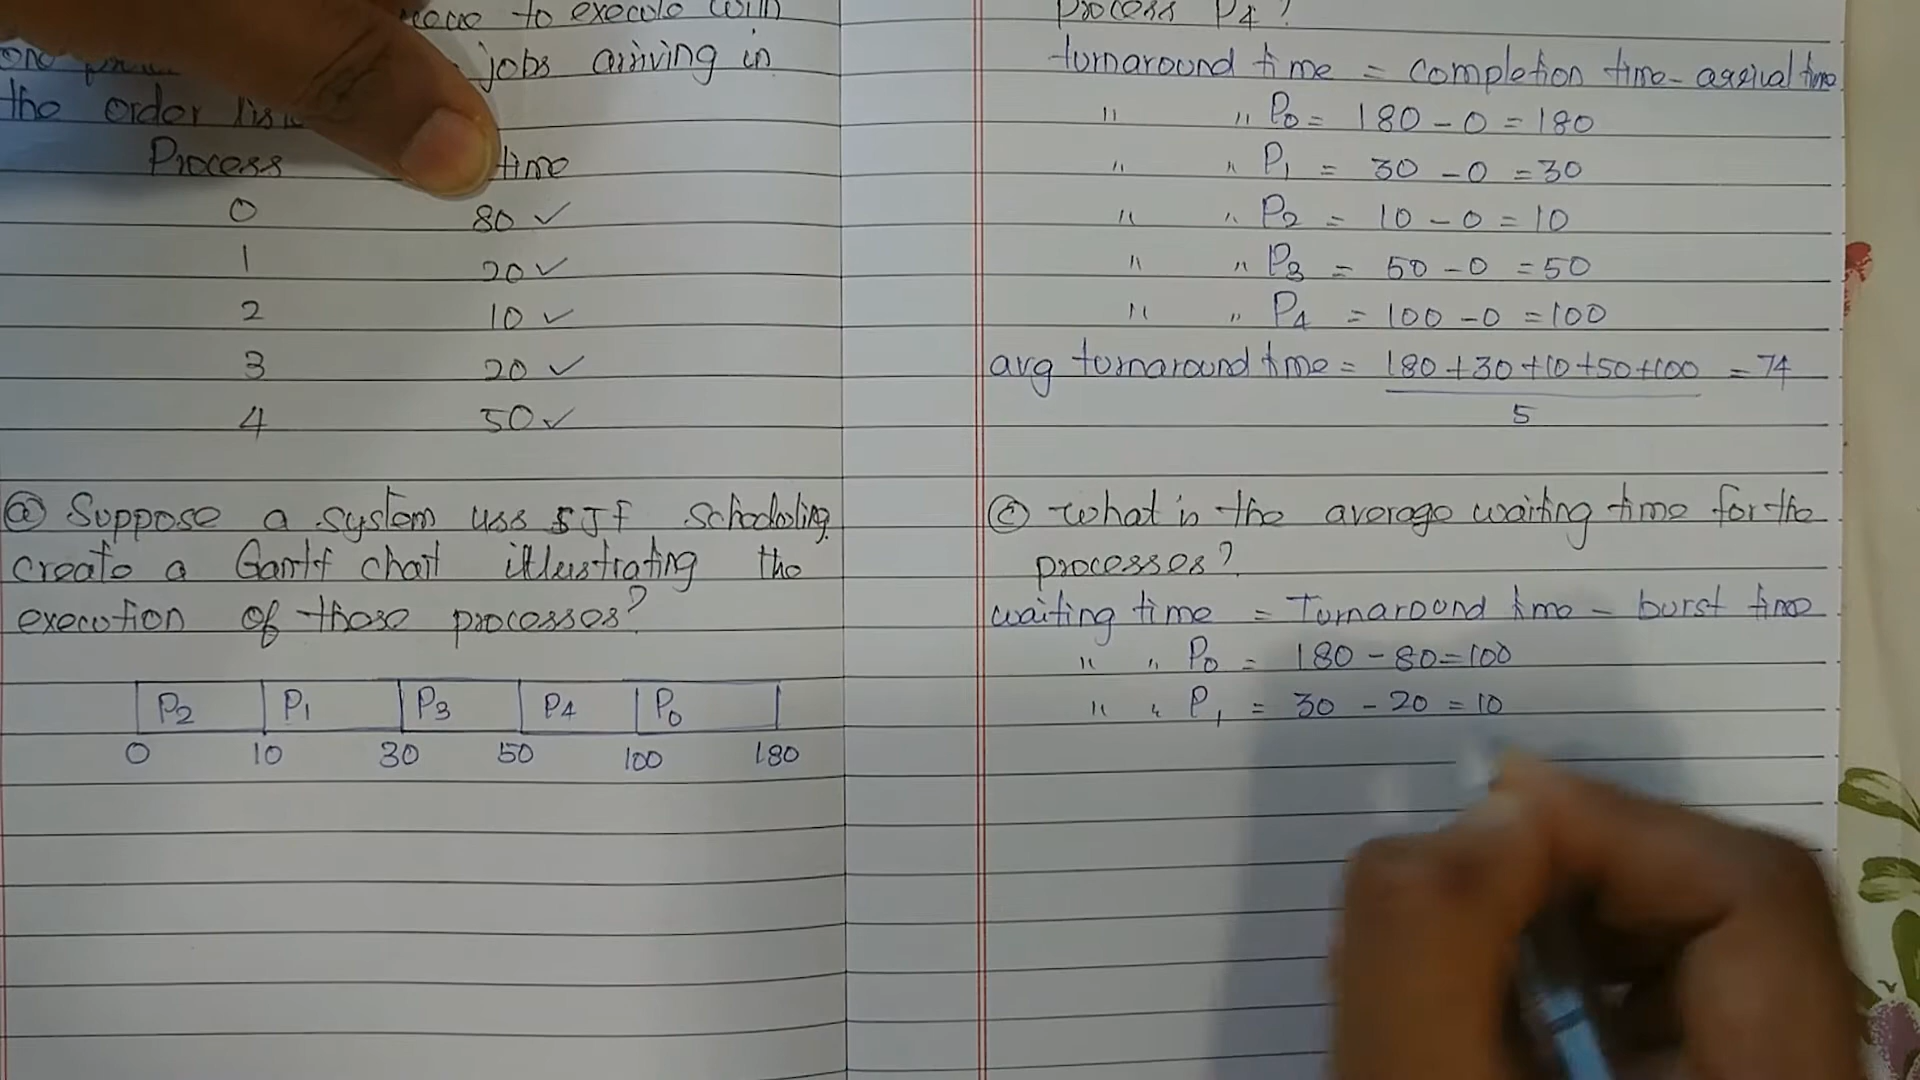 to execute with
jobs arriving in
the order
Process time
0 80 ✓
1 20 ✓
2 10 ✓
3 20 ✓
4 50 ✓
ⓐ Suppose a system uses SJF Scheduling.
create a Gantt chart illustrating the
execution of these processes?
P2 P1 P3 P4 P0
0 10 30 50 100 180
process P4?
turnaround time = completion time - arrival time
" " P0 = 180 - 0 = 180
" " P1 = 30 - 0 = 30
" " P2 = 10 - 0 = 10
" " P3 = 50 - 0 = 50
" " P4 = 100 - 0 = 100
avg turnaround time = 180 + 30 + 10 + 50 + 100 = 74
5
ⓒ What is the average waiting time for the
processes?
waiting time = Turnaround time - burst time
" " P0 = 180 - 80 = 100
" " P1 = 30 - 20 = 10